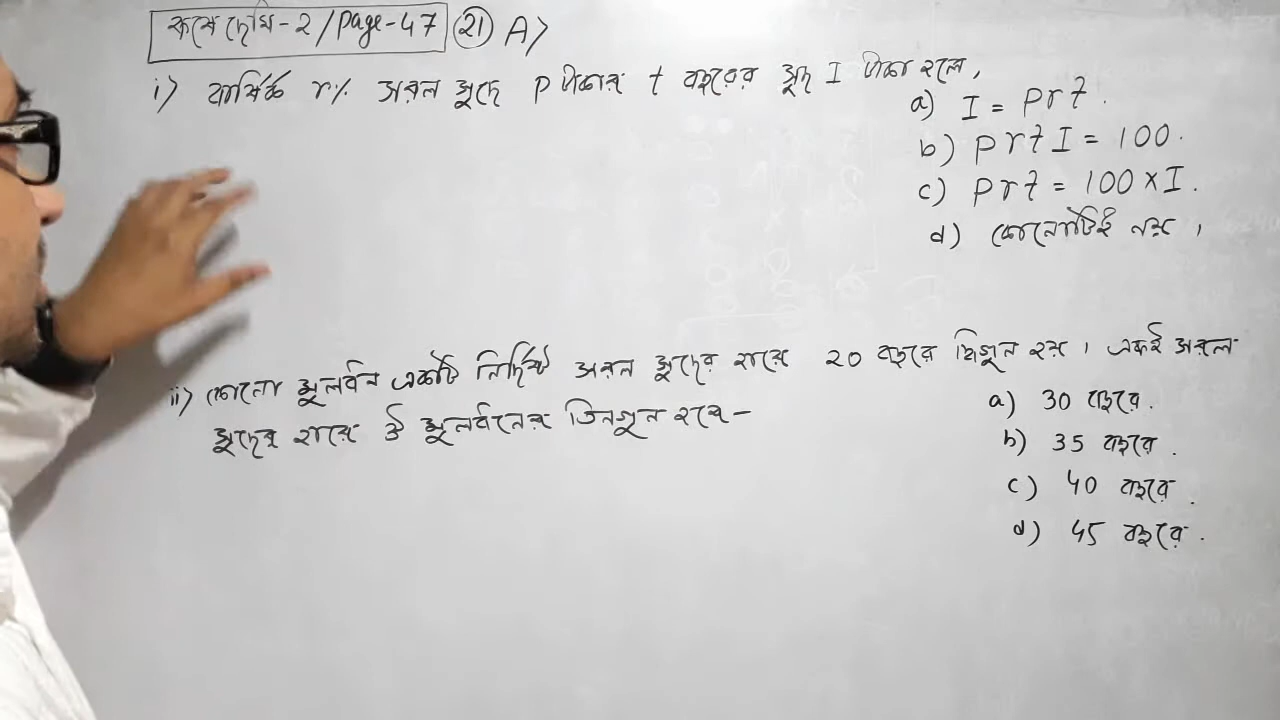 কষে দেখি-2/Page-47 (21) A>
i) বার্ষিক r% সরল সুদে p টাকার t বছরের সুদ I টাকা হলে,
a) I = prt.
b) prt I = 100.
c) prt = 100 × I.
d) কোনোটিই নয় ।
ii) কোনো মূলধন একটি নির্দিষ্ট সরল সুদের হারে 20 বছরে দ্বিগুন হয় । একই সরল
সুদের হারে ঐ মূলধনের তিনগুন হবে —
a) 30 বছরে.
b) 35 বছরে .
c) 40 বছরে .
d) 45 বছরে .